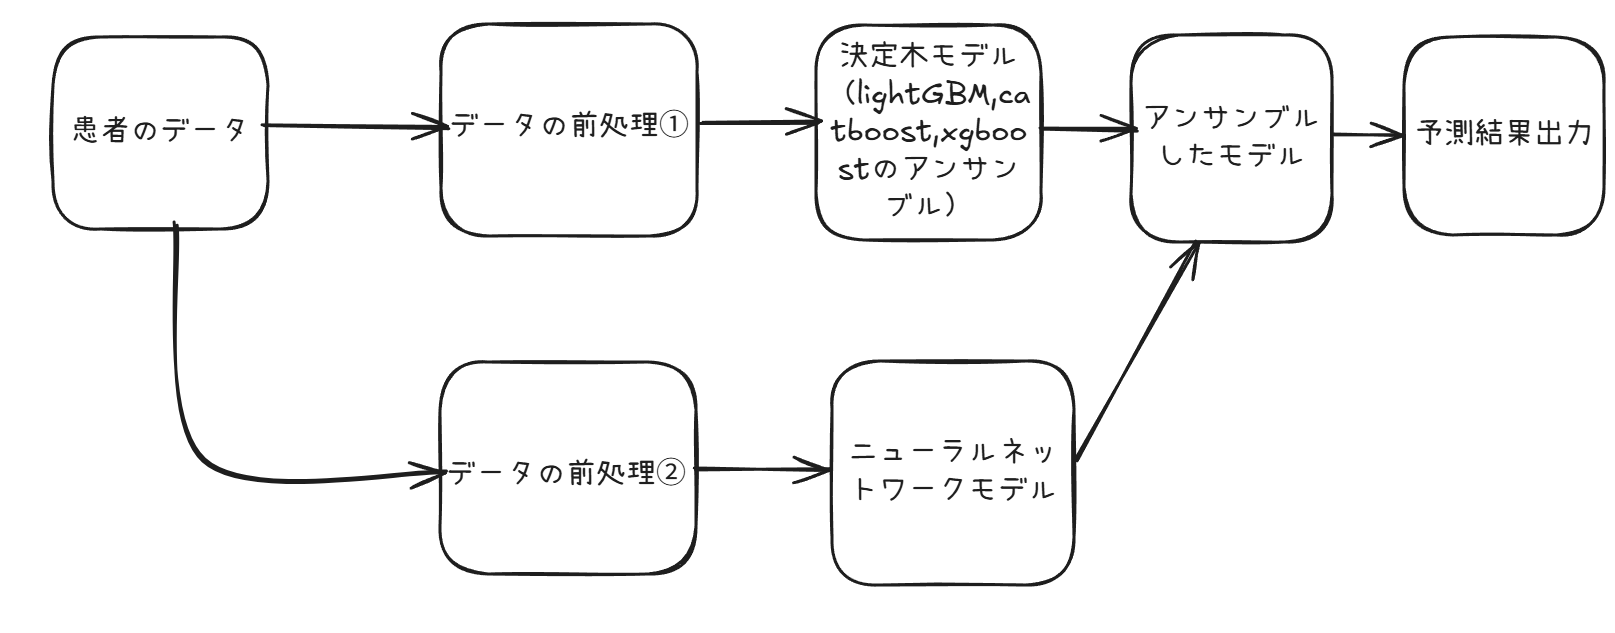 患者のデータ
データの前処理①
決定木モデル
（lightGBM,ca
tboost,xgboo
stのアンサン
ブル）
アンサンブル
したモデル
予測結果出力
データの前処理②
ニューラルネッ
トワークモデル